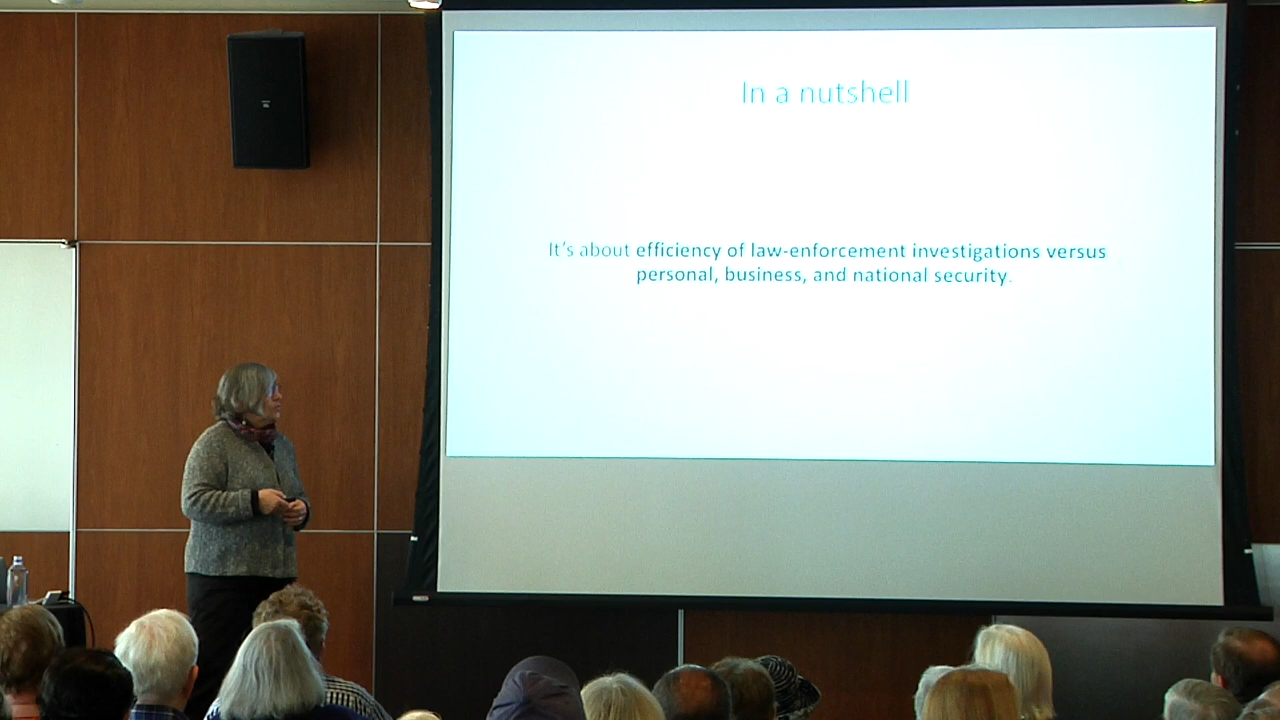 In a nutshell
It's about efficiency of law-enforcement investigations versus
personal, business, and national security.